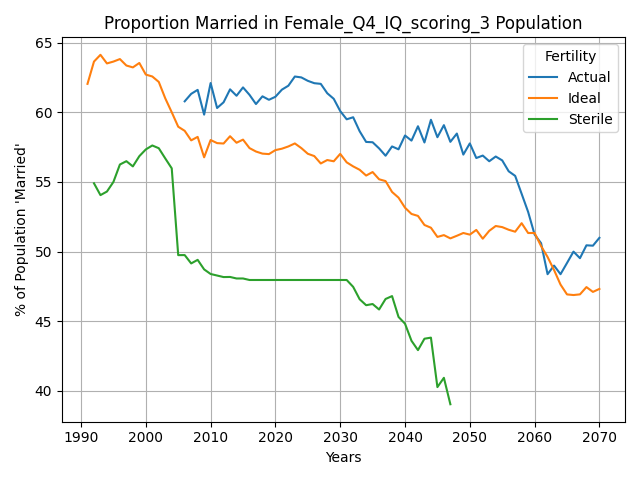 Proportion Married in Female_Q4_IQ_scoring_3 Population
Fertility
Actual
Ideal
Sterile
% of Population 'Married'
65
60
55
50
45
40
1990
2000
2010
2020
2030
2040
2050
2060
2070
Years